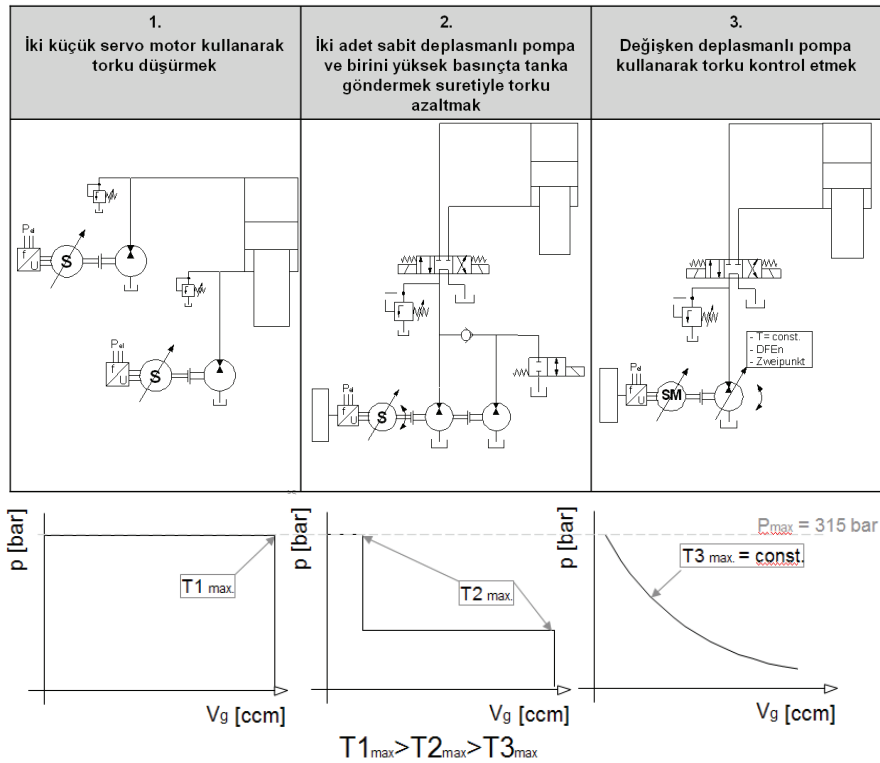 1.
İki küçük servo motor kullanarak
torku düşürmek
2.
İki adet sabit deplasmanlı pompa
ve birini yüksek basınçta tanka
göndermek suretiyle torku
azaltmak
3.
Değişken deplasmanlı pompa
kullanarak torku kontrol etmek
Pel
f
U
S
Pel
f
U
S
Pel
f
U
S
- T= const.
- DFEn
- Zweipunkt
Pel
f
U
SM
p [bar]
T1 max.
Vg [ccm]
p [bar]
T2 max.
Vg [ccm]
p [bar]
Pmax = 315 bar
T3 max. = const.
Vg [ccm]
T1max>T2max>T3max